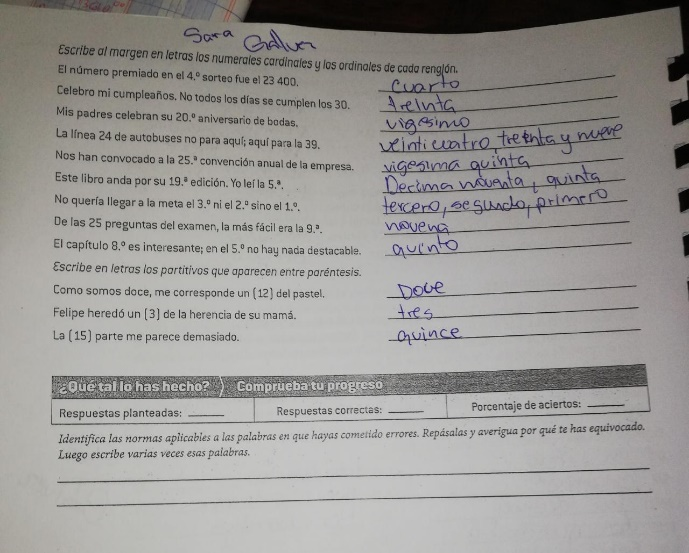 Sara Galvez
Escribe al margen en letras los numerales cardinales y los ordinales de cada renglón.
El número premiado en el 4.º sorteo fue el 23 400. cuarto
Celebro mi cumpleaños. No todos los días se cumplen los 30. treinta
Mis padres celebran su 20.º aniversario de bodas. vigesimo
La línea 24 de autobuses no para aquí; aquí para la 39. veinticuatro, treinta y nueve
Nos han convocado a la 25.ª convención anual de la empresa. vigesima quinta
Este libro anda por su 19.ª edición. Yo leí la 5.ª. Decima noventa, quinta
No quería llegar a la meta el 3.º ni el 2.º sino el 1.º. tercero, segundo, primero
De las 25 preguntas del examen, la más fácil era la 9.ª. novena
El capítulo 8.º es interesante; en el 5.º no hay nada destacable. quinto
Escribe en letras los partitivos que aparecen entre paréntesis.
Como somos doce, me corresponde un (12) del pastel. Doce
Felipe heredó un (3) de la herencia de su mamá. tres
La (15) parte me parece demasiado. quince
¿Qué tal lo has hecho? Comprueba tu progreso
Respuestas planteadas: Respuestas correctas: Porcentaje de aciertos:
Identifica las normas aplicables a las palabras en que hayas cometido errores. Repásalas y averigua por qué te has equivocado.
Luego escribe varias veces esas palabras.